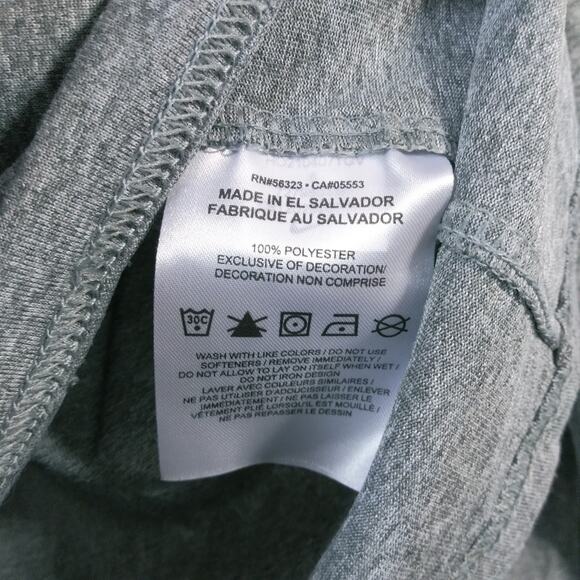 RN#56323 • CA#05553
MADE IN EL SALVADOR
FABRIQUE AU SALVADOR
100% POLYESTER
EXCLUSIVE OF DECORATION/
DECORATION NON COMPRISE
30C
WASH WITH LIKE COLORS / DO NOT USE
SOFTENERS / REMOVE IMMEDIATELY /
DO NOT ALLOW TO LAY ON ITSELF WHEN WET /
DO NOT IRON DESIGN
LAVER AVEC COULEURS SIMILAIRES /
NE PAS UTILISER D'ADOUCISSEUR / ENLEVER
IMMÉDIATEMENT / NE PAS LAISSER LE
VÊTEMENT PLIÉ LORSQU'IL EST MOUILLÉ /
NE PAS REPASSER LE DESSIN